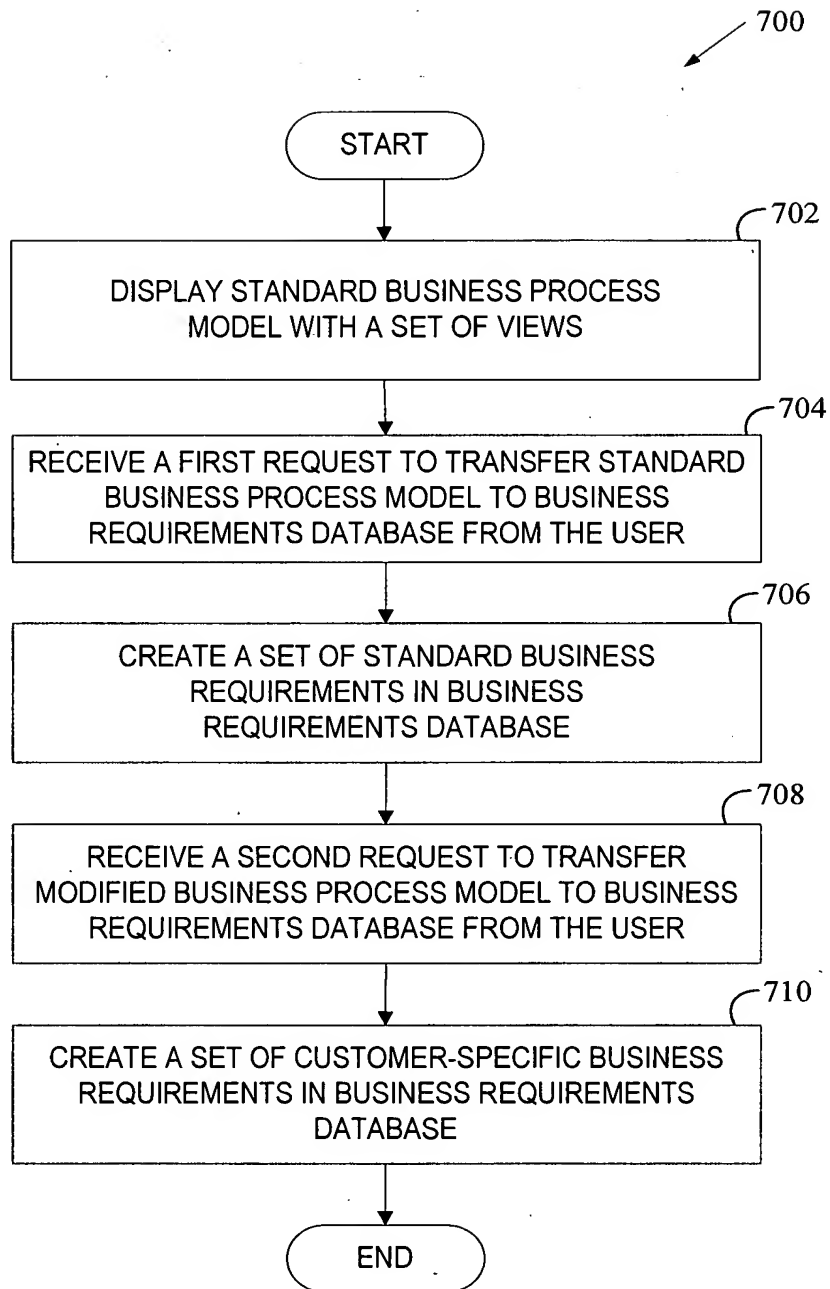 700
START
702
DISPLAY STANDARD BUSINESS PROCESS
MODEL WITH A SET OF VIEWS
704
RECEIVE A FIRST REQUEST TO TRANSFER STANDARD
BUSINESS PROCESS MODEL TO BUSINESS
REQUIREMENTS DATABASE FROM THE USER
706
CREATE A SET OF STANDARD BUSINESS
REQUIREMENTS IN BUSINESS
REQUIREMENTS DATABASE
708
RECEIVE A SECOND REQUEST TO TRANSFER
MODIFIED BUSINESS PROCESS MODEL TO BUSINESS
REQUIREMENTS DATABASE FROM THE USER
710
CREATE A SET OF CUSTOMER-SPECIFIC BUSINESS
REQUIREMENTS IN BUSINESS REQUIREMENTS
DATABASE
END